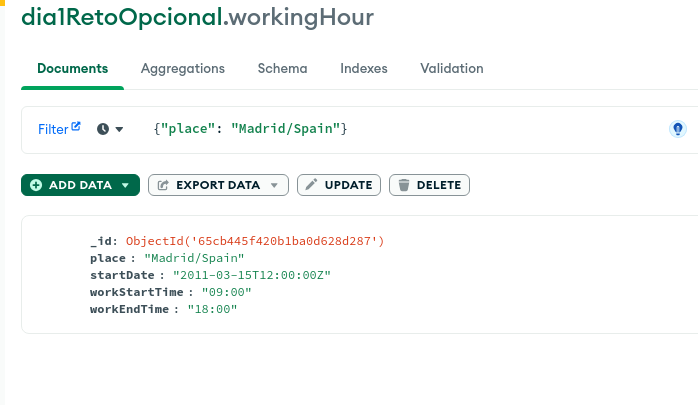 dia1RetoOpcional.workingHour
Documents Aggregations Schema Indexes Validation
Filter {"place": "Madrid/Spain"}
ADD DATA EXPORT DATA UPDATE DELETE
_id: ObjectId('65cb445f420b1ba0d628d287')
place : "Madrid/Spain"
startDate : "2011-03-15T12:00:00Z"
workStartTime : "09:00"
workEndTime : "18:00"